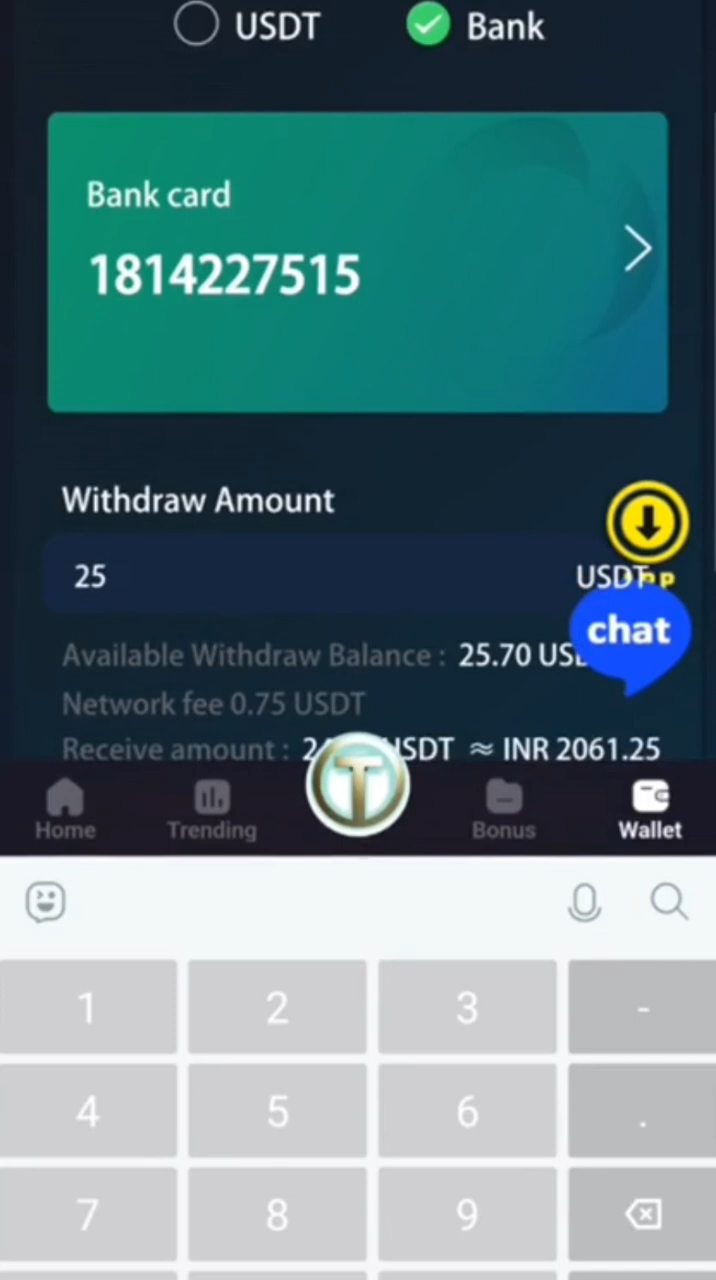 USDT Bank
Bank card
1814227515
Withdraw Amount
25 USDT
chat
Available Withdraw Balance : 25.70
Network fee 0.75 USDT
Receive amount : ≈ INR 2061.25
T
Home Trending Bonus Wallet
1 2 3 -
4 5 6 .
7 8 9